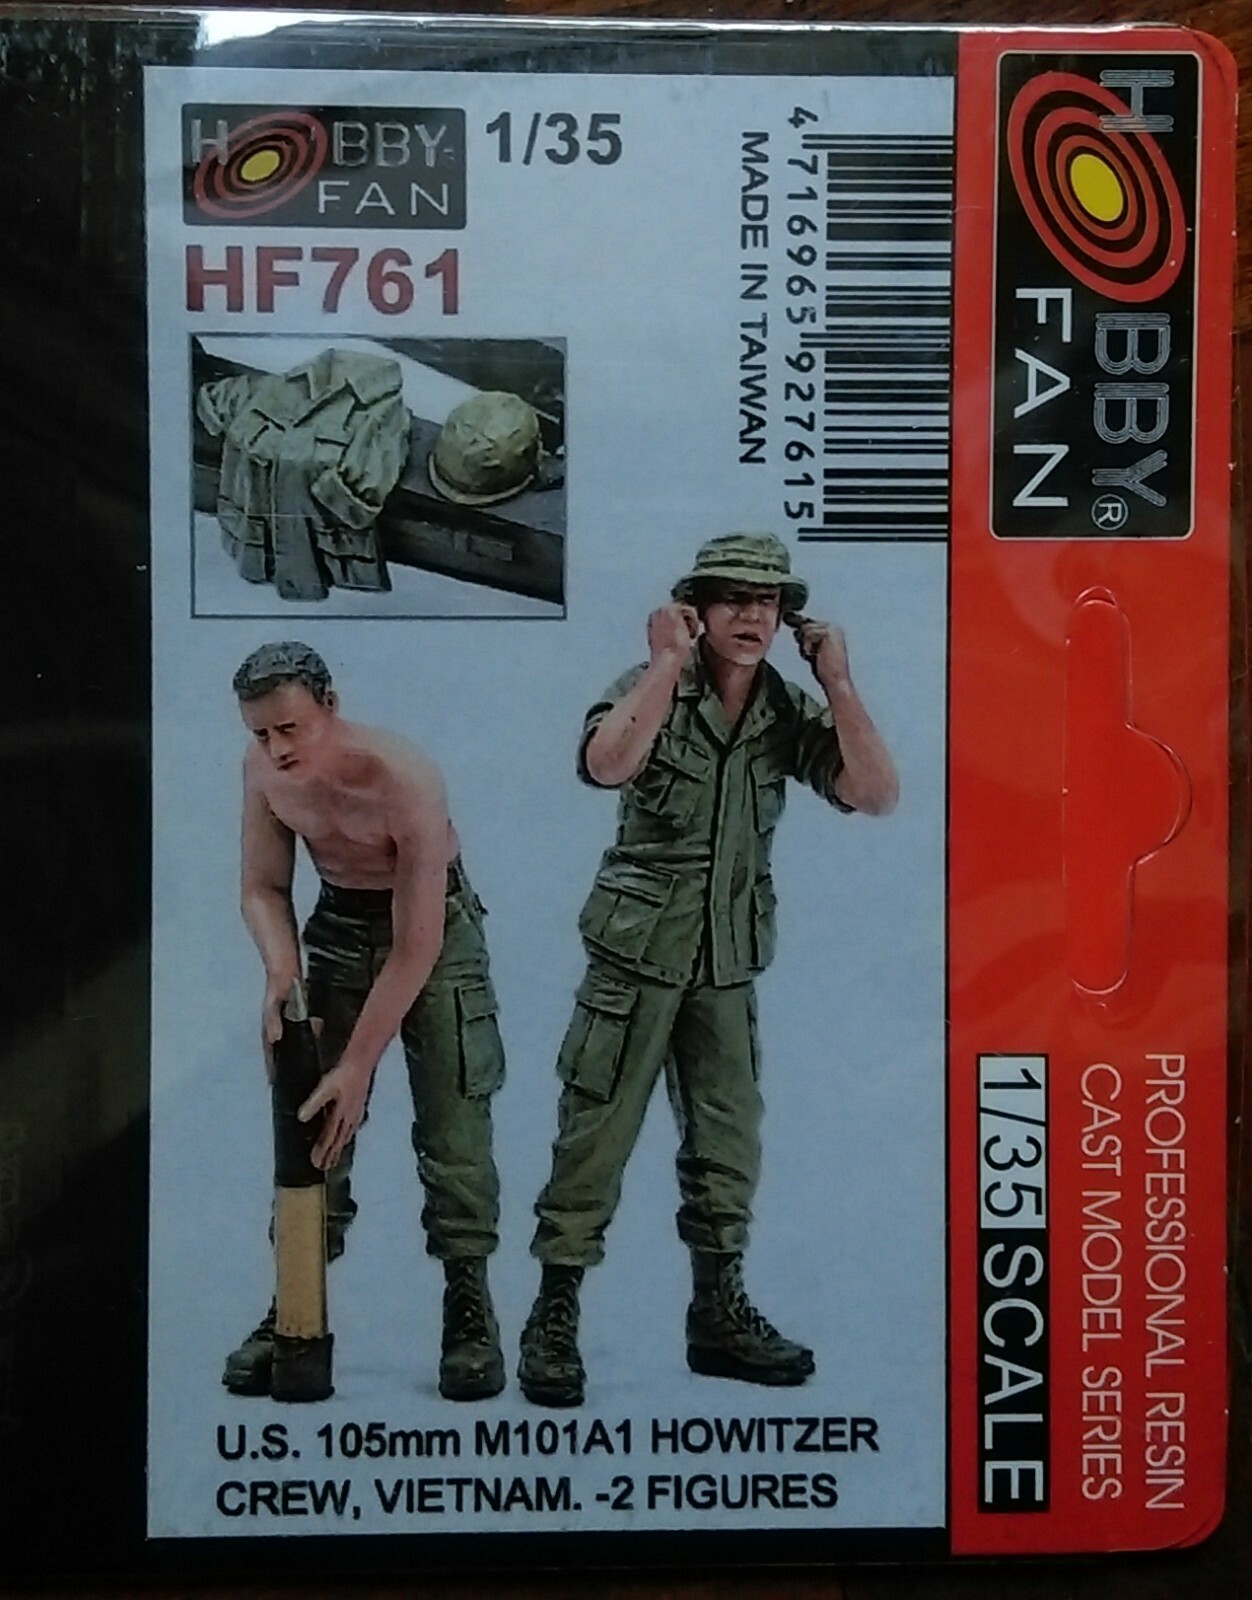 HOBBY
FAN
1/35
HF761
4 716965 927615
MADE IN TAIWAN
U.S. 105mm M101A1 HOWITZER
CREW, VIETNAM. -2 FIGURES
HOBBY®
FAN
PROFESSIONAL RESIN
CAST MODEL SERIES
1/35 SCALE